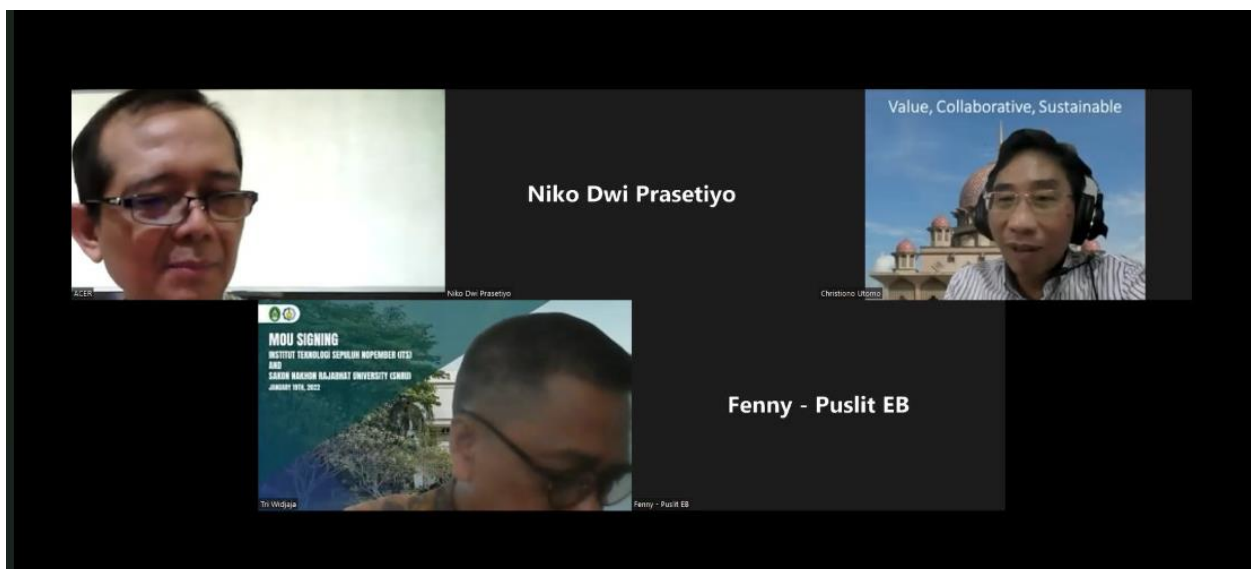 Value, Collaborative, Sustainable
Niko Dwi Prasetiyo
ACER
Niko Dwi Prasetiyo
Christiono Utomo
MOU SIGNING
INSTITUT TEKNOLOGI SEPULUH NOPEMBER (ITS)
AND
SAKON NAKHON RAJABHAT UNIVERSITY (SNRU)
JANUARY 19TH, 2022
Fenny - Puslit EB
Tri Widjaja
Fenny - Puslit EB